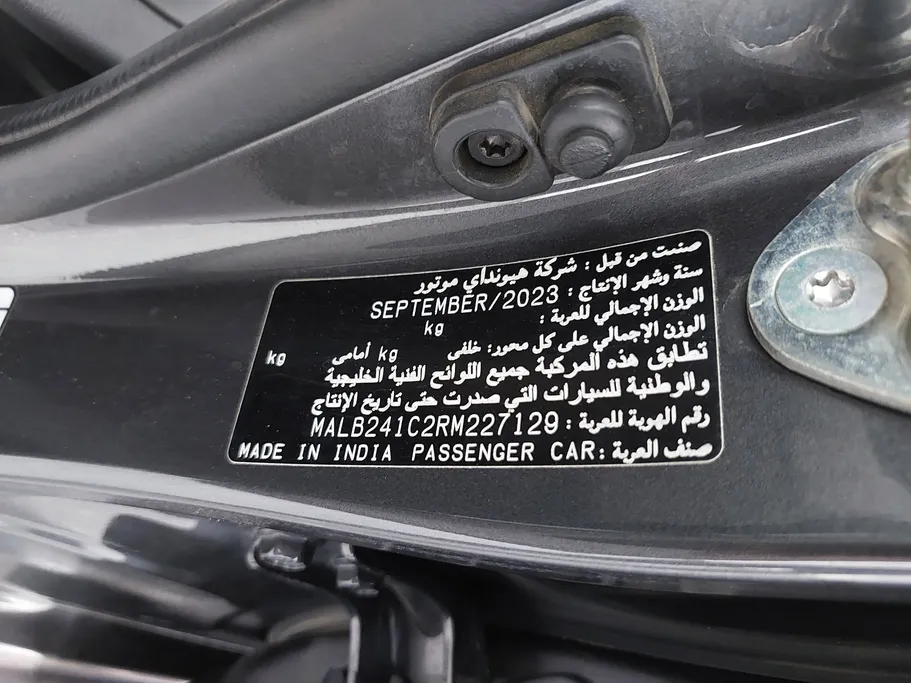 صنعت من قبل : شركة هيونداي موتور
سنة وشهر الإنتاج : SEPTEMBER/2023
الوزن الإجمالي للعربة : kg
الوزن الإجمالي على كل محور: خلفى kg أمامى kg
تطابق هذه المركبة جميع اللوائح الفنية الخليجية
والوطنية للسيارات التي صدرت حتى تاريخ الإنتاج
رقم الهوية للعربة : MALB241C2RM227129
صنف العربة : PASSENGER CAR MADE IN INDIA